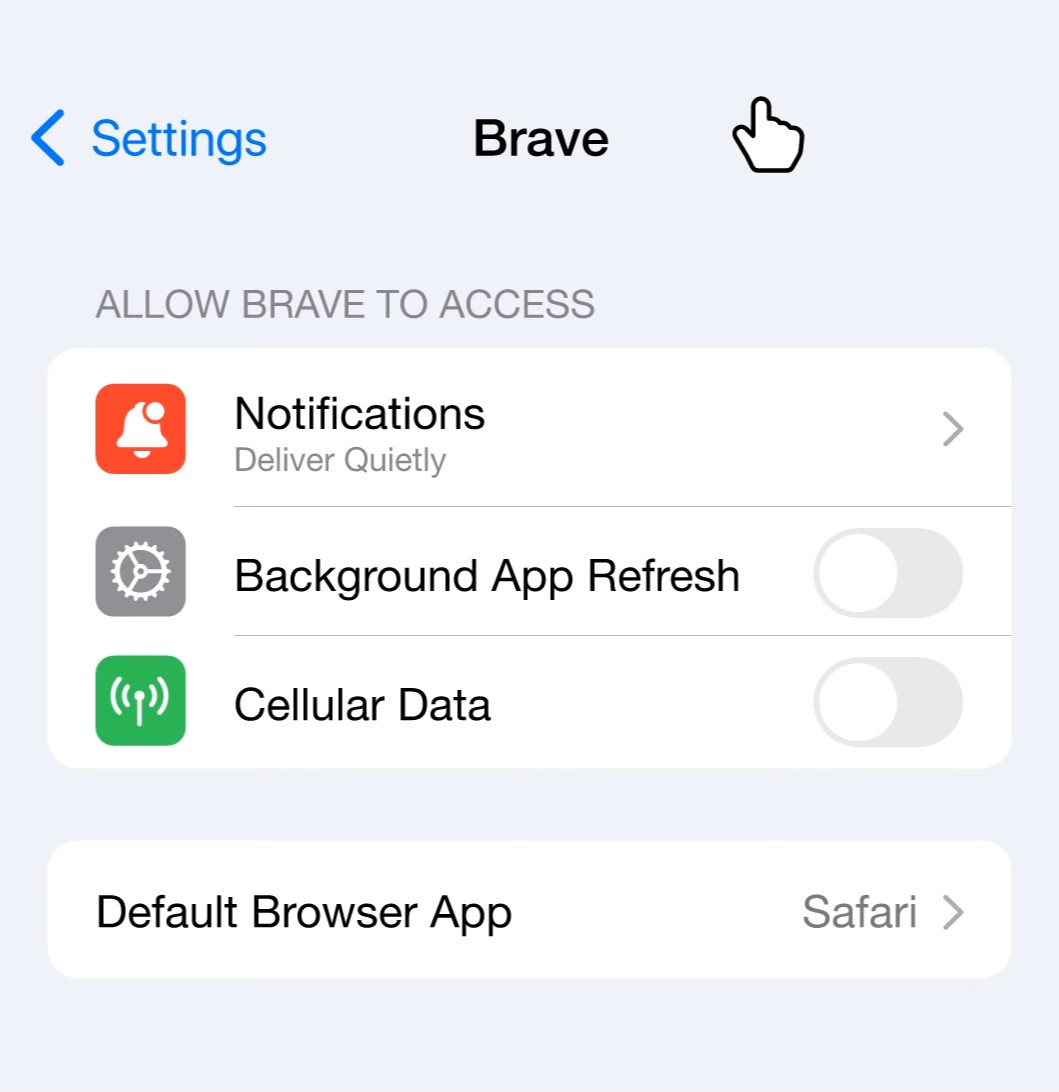 Settings
Brave
ALLOW BRAVE TO ACCESS
Notifications
Deliver Quietly
Background App Refresh
Cellular Data
Default Browser App
Safari